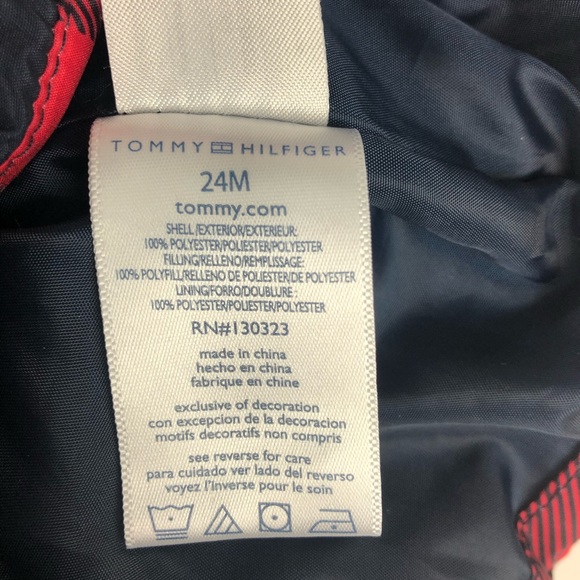 TOMMY HILFIGER
24M
tommy.com
SHELL/EXTERIOR/EXTERIEUR:
100% POLYESTER/POLIESTER/POLYESTER
FILLING/RELLENO/REMPLISSAGE:
100% POLYFILL/RELLENO DE POLIESTER/DE POLYESTER
LINING/FORRO/DOUBLURE :
100% POLYESTER/POLIESTER/POLYESTER
RN#130323
made in china
hecho en china
fabrique en chine
exclusive of decoration
con excepcion de la decoracion
motifs decoratifs non compris
see reverse for care
para cuidado ver lado del reverso
voyez l'inverse pour le soin